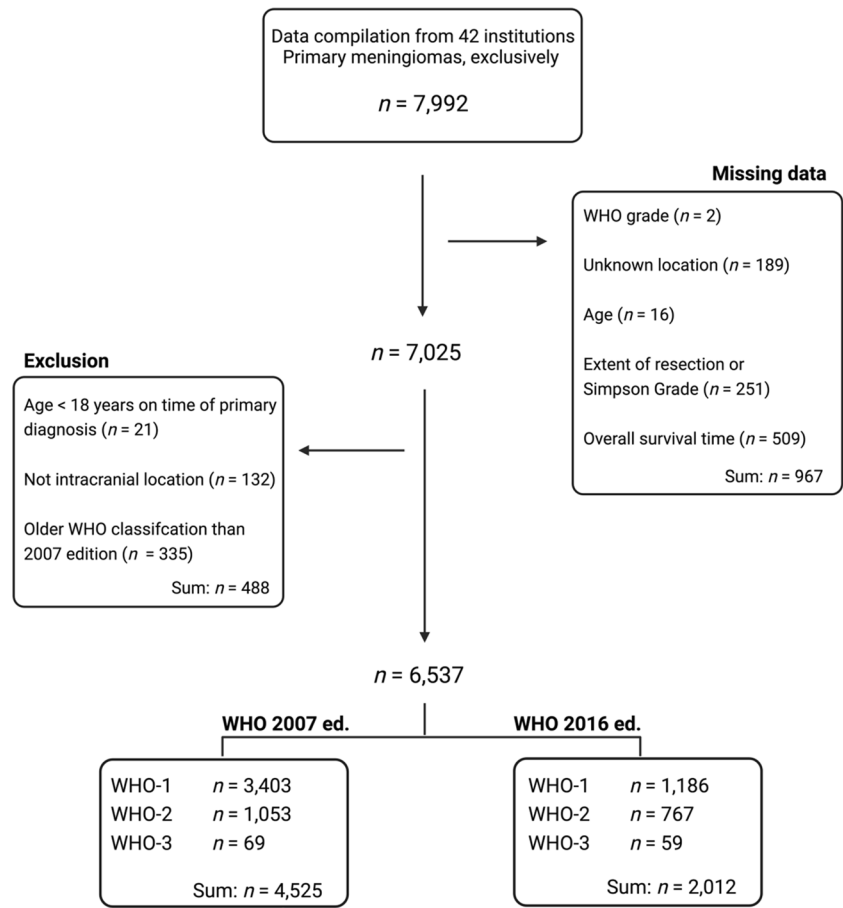 Data compilation from 42 institutions
Primary meningiomas, exclusively
n = 7,992
Missing data
WHO grade (n = 2)
Unknown location (n = 189)
Age (n = 16)
Extent of resection or
Simpson Grade (n = 251)
Overall survival time (n = 509)
Sum: n = 967
n = 7,025
Exclusion
Age < 18 years on time of primary
diagnosis (n = 21)
Not intracranial location (n = 132)
Older WHO classifcation than
2007 edition (n = 335)
Sum: n = 488
n = 6,537
WHO 2007 ed.
WHO-1 n = 3,403
WHO-2 n = 1,053
WHO-3 n = 69
Sum: n = 4,525
WHO 2016 ed.
WHO-1 n = 1,186
WHO-2 n = 767
WHO-3 n = 59
Sum: n = 2,012